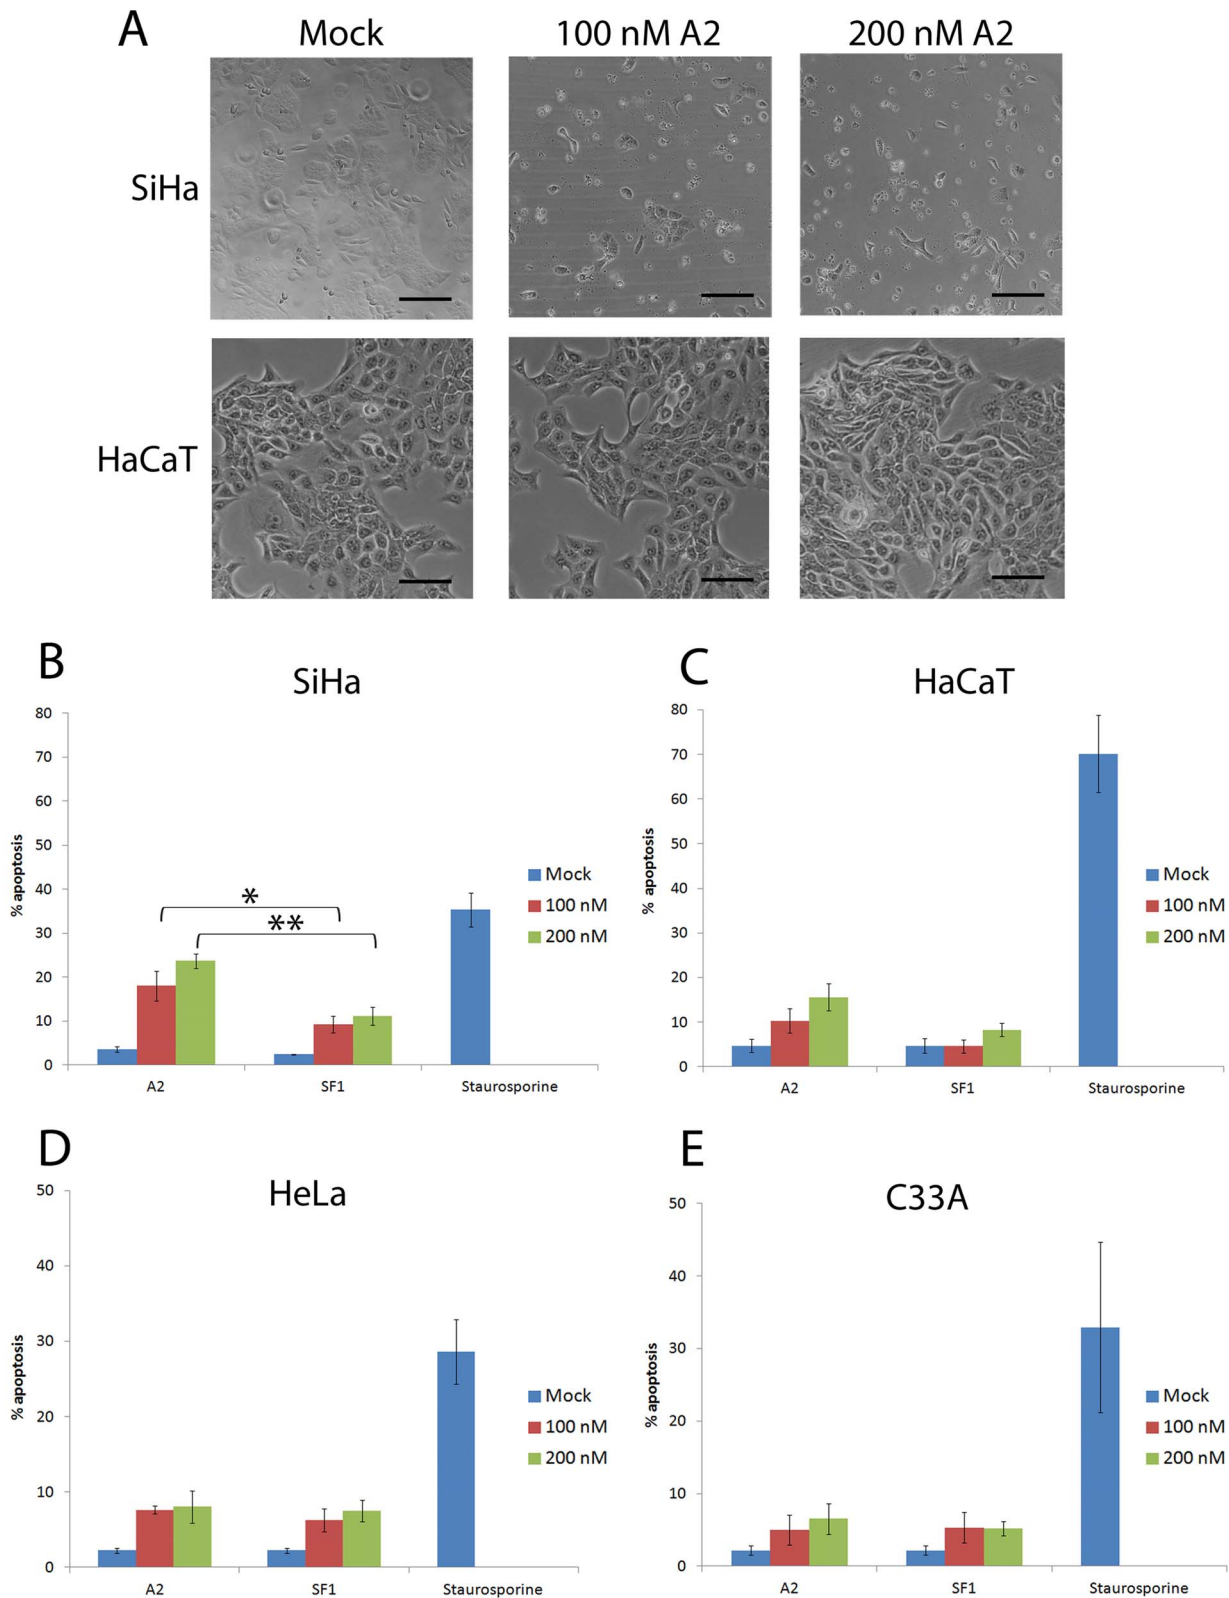 A
Mock
100 nM A2
200 nM A2
SiHa
HaCaT
B
SiHa
80
70
60
50
40
30
20
10
0
% apoptosis
*
**
A2
SF1
Staurosporine
Mock
100 nM
200 nM
C
HaCaT
80
70
60
50
40
30
20
10
0
% apoptosis
A2
SF1
Staurosporine
Mock
100 nM
200 nM
D
HeLa
50
40
30
20
10
0
% apoptosis
A2
SF1
Staurosporine
Mock
100 nM
200 nM
E
C33A
50
40
30
20
10
0
% apoptosis
A2
SF1
Staurosporine
Mock
100 nM
200 nM